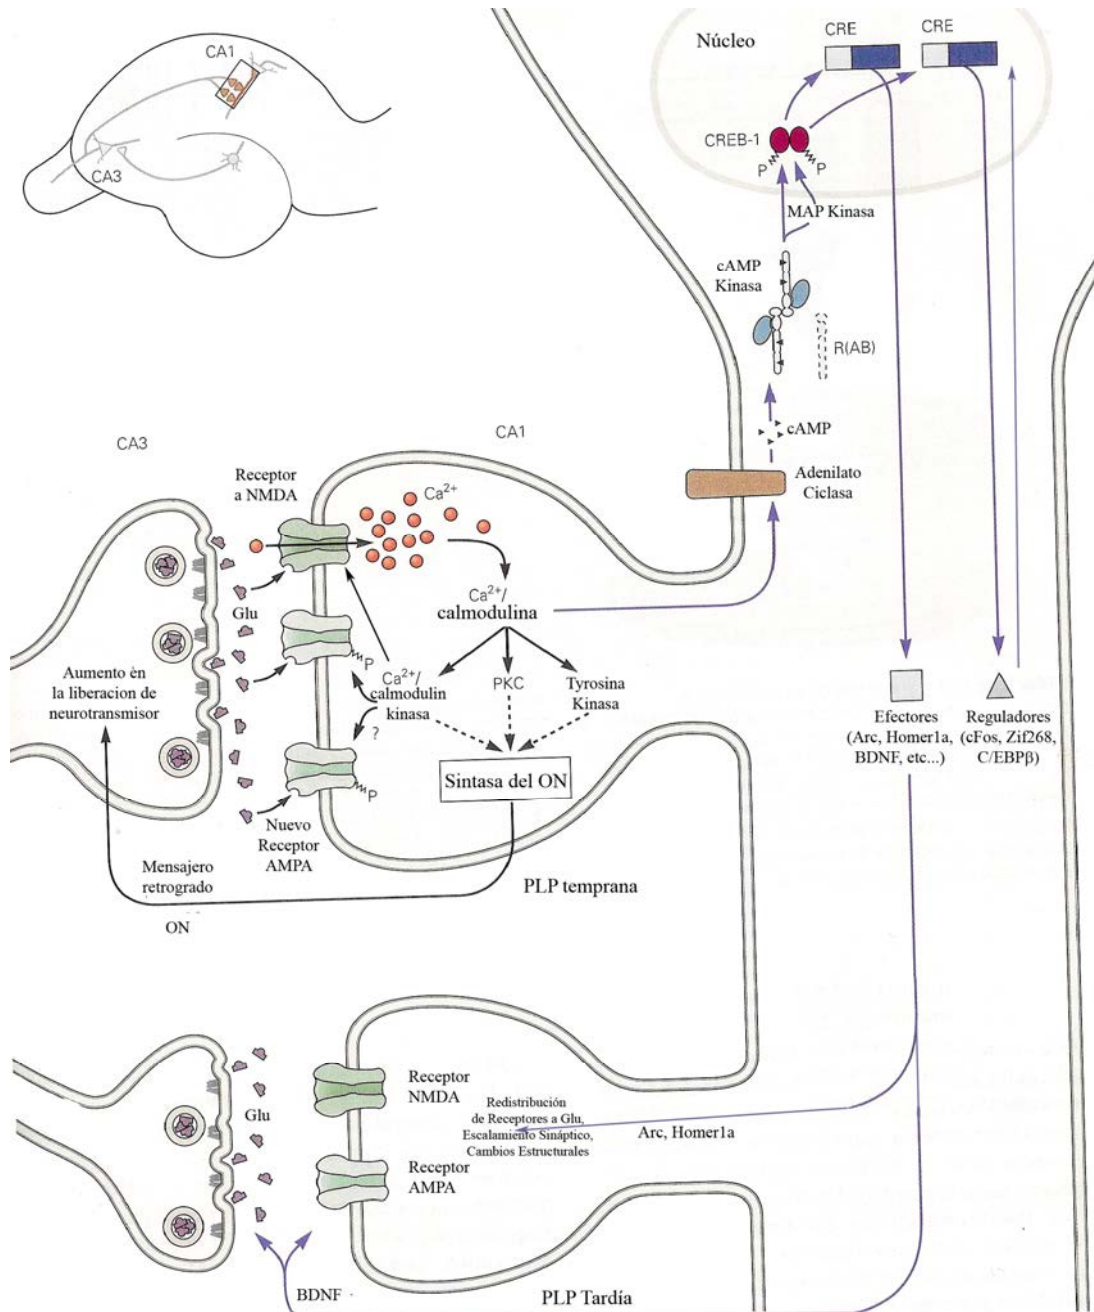 CA1
CA3
Núcleo
CRE
CRE
CREB-1
P
P
MAP Kinasa
cAMP
Kinasa
R(AB)
cAMP
Adenilato
Ciclasa
CA3
CA1
Receptor
a NMDA
Ca2+
Glu
Ca2+/
calmodulina
P
Ca2+/
calmodulin
kinasa
PKC
Tyrosina
Kinasa
?
Aumento en
la liberacion de
neurotransmisor
Sintasa del ON
P
Nuevo
Receptor
AMPA
Mensajero
retrogrado
ON
PLP temprana
Efectores
(Arc, Homer1a,
BDNF, etc...)
Reguladores
(cFos, Zif268,
C/EBPβ)
Glu
Receptor
NMDA
Redistribución
de Receptores a Glu,
Escalamiento Sináptico,
Cambios Estructurales
Arc, Homer1a
Receptor
AMPA
BDNF
PLP Tardía